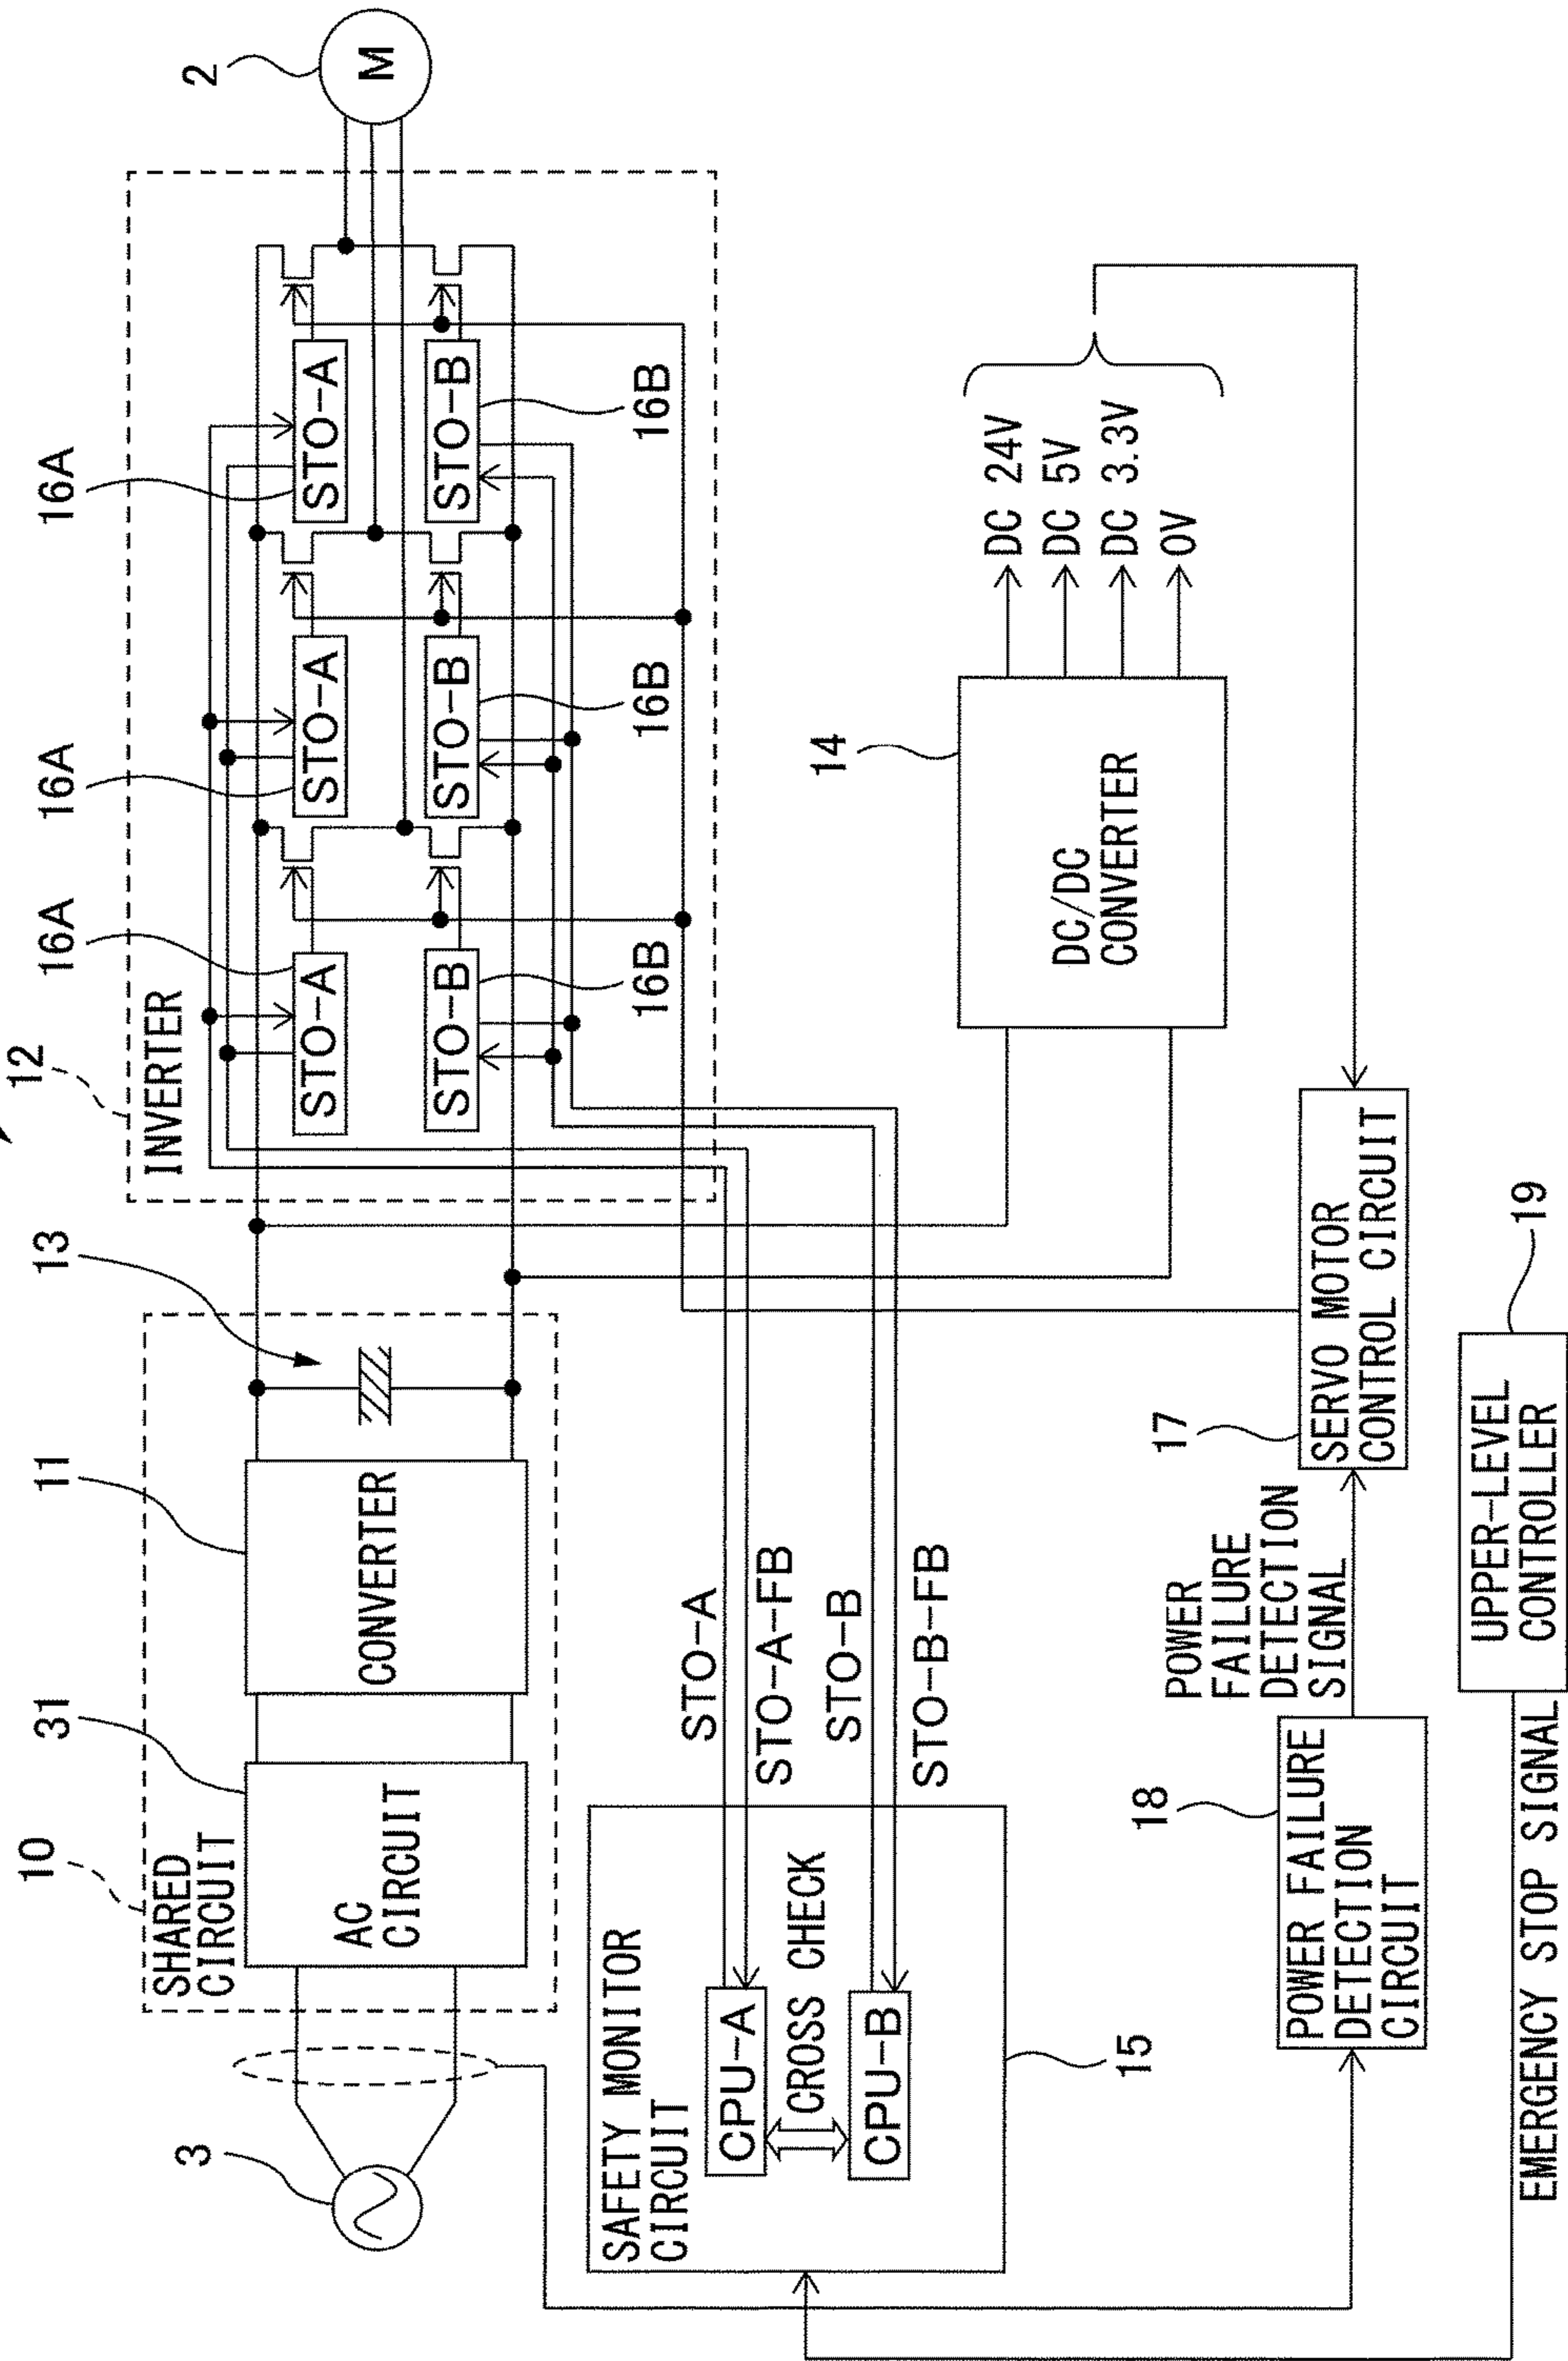 10
SHARED
CIRCUIT
31
11
13
12
INVERTER
16A
16A
16A
2
3
AC
CIRCUIT
CONVERTER
STO-A
STO-A
STO-A
M
STO-B
STO-B
STO-B
16B
16B
16B
SAFETY MONITOR
CIRCUIT
CPU-A
CROSS CHECK
CPU-B
15
STO-A
STO-A-FB
STO-B
STO-B-FB
14
DC/DC
CONVERTER
DC 24V
DC 5V
DC 3.3V
0V
18
POWER FAILURE
DETECTION
CIRCUIT
POWER
FAILURE
DETECTION
SIGNAL
17
SERVO MOTOR
CONTROL CIRCUIT
19
UPPER-LEVEL
CONTROLLER
EMERGENCY STOP SIGNAL